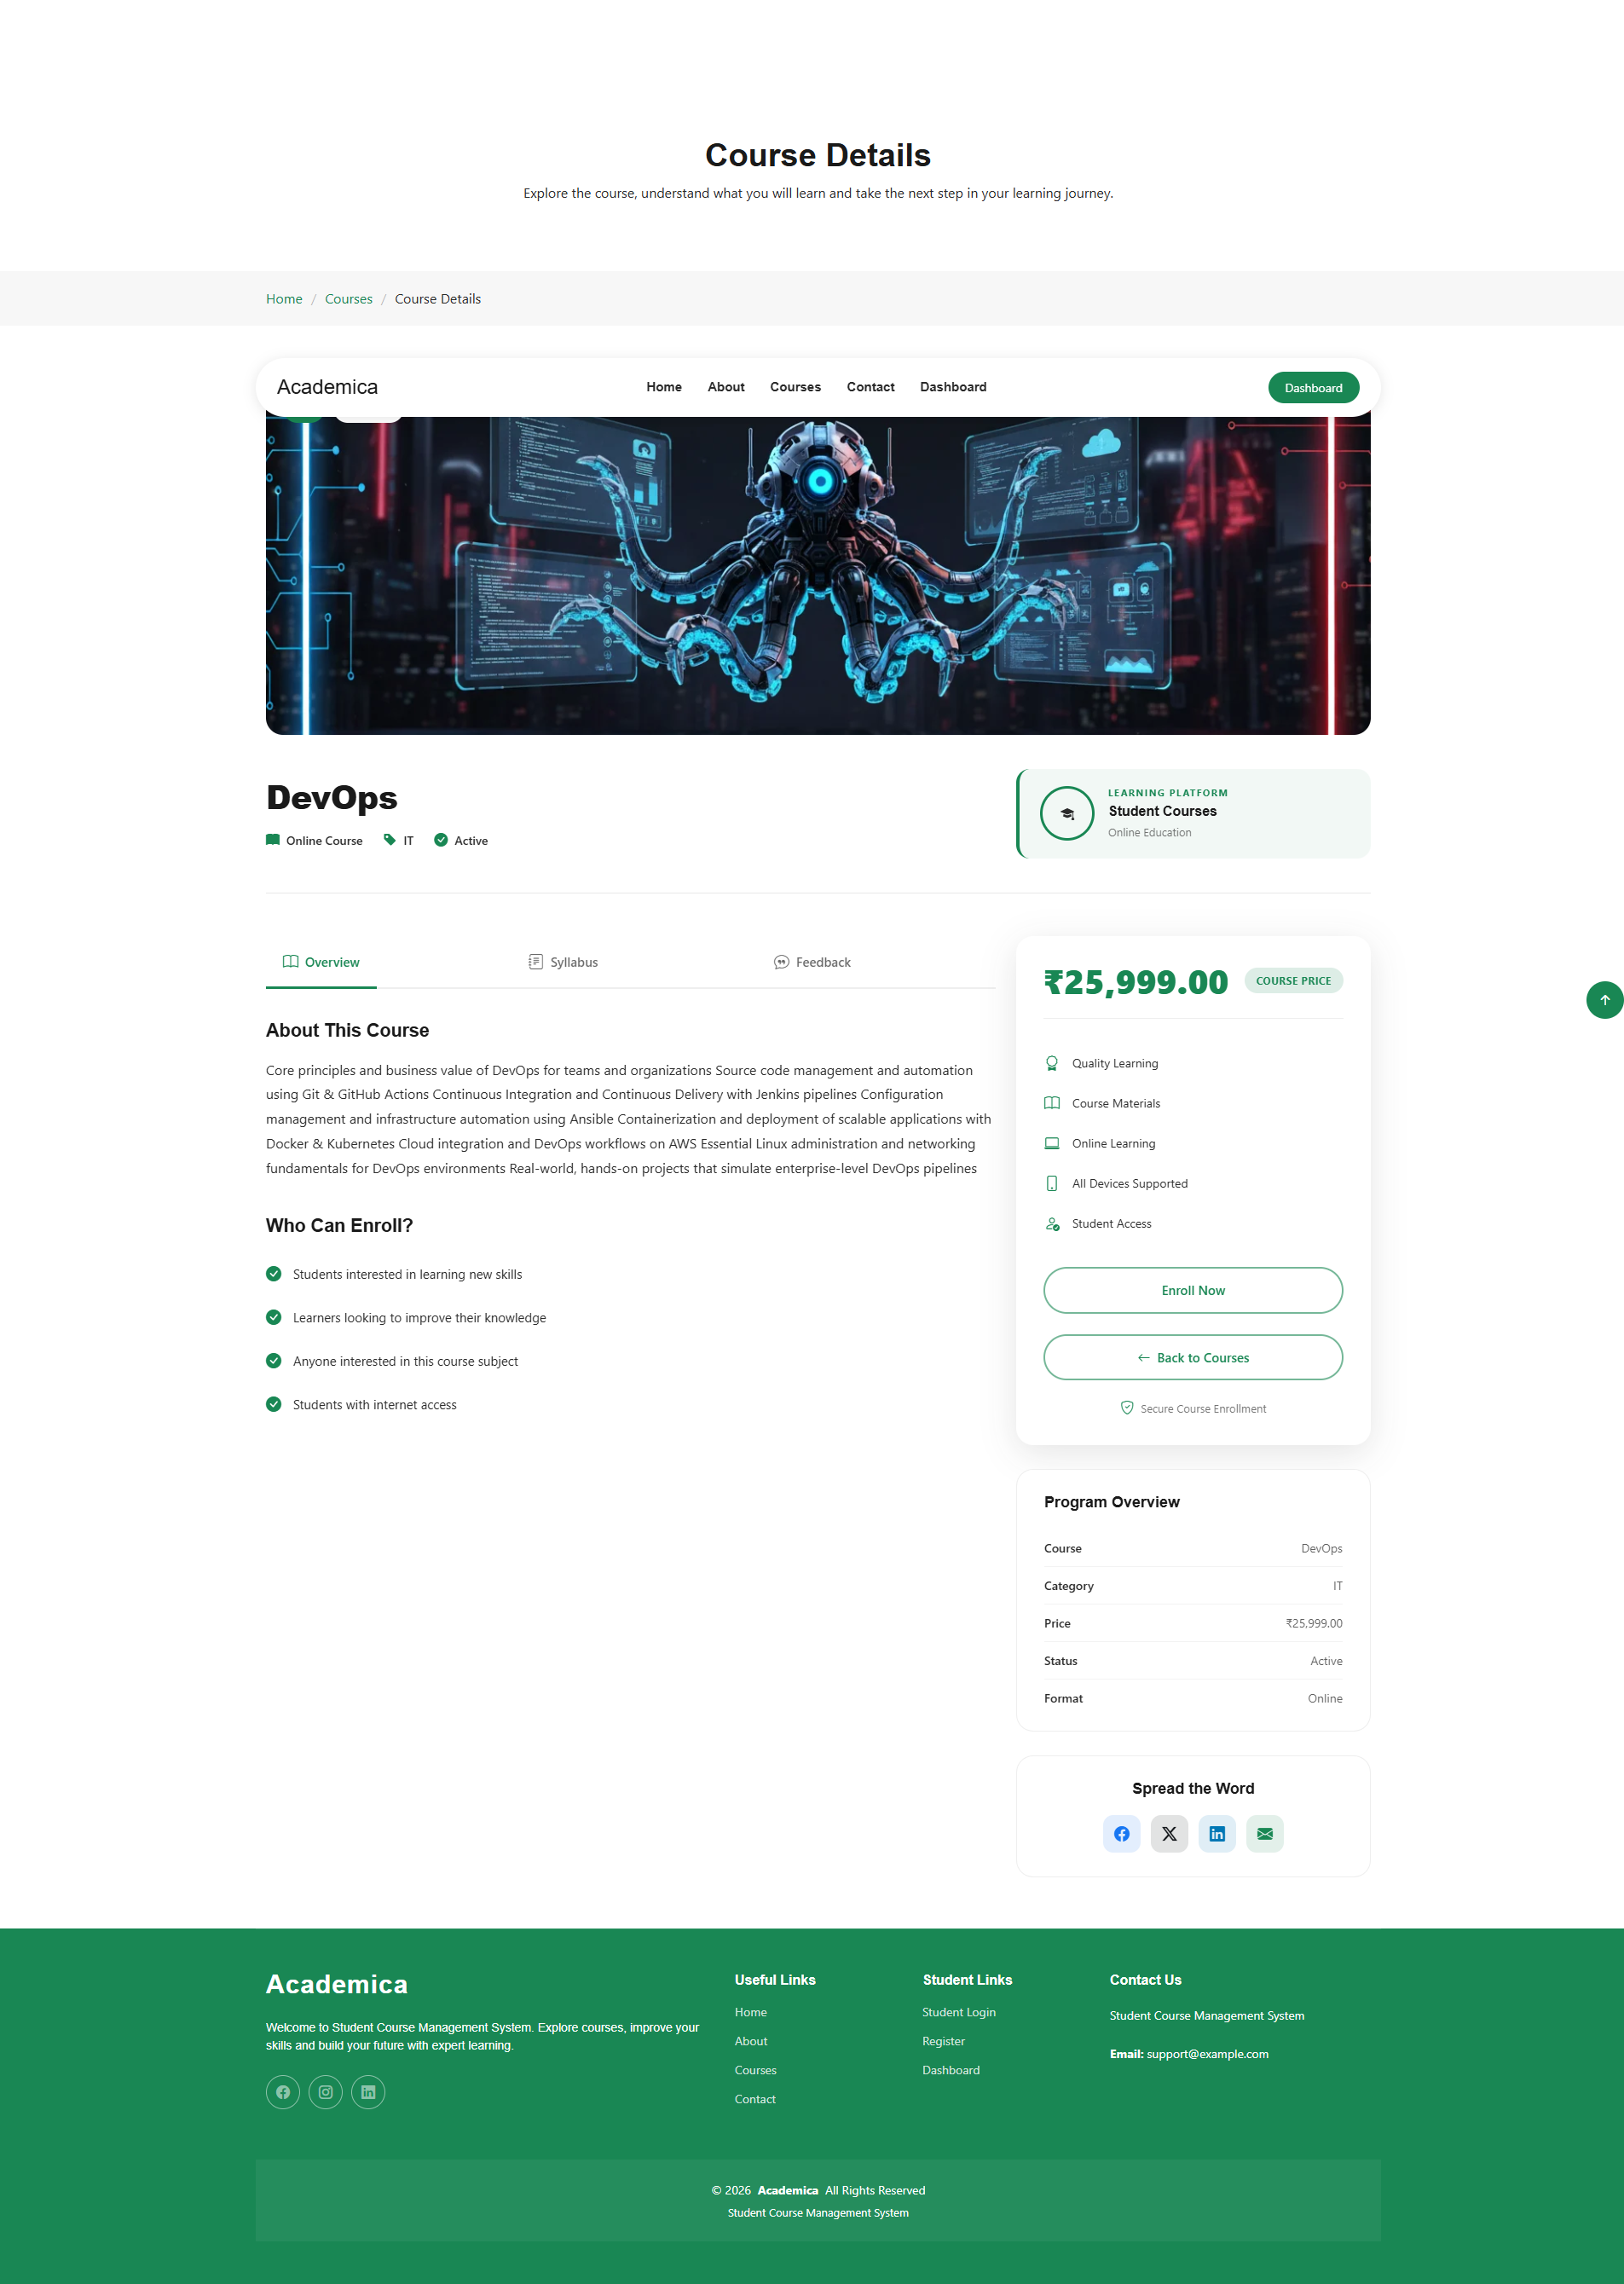 Course Details
Explore the course, understand what you will learn and take the next step in your learning journey.
Home / Courses / Course Details
Academica
Home About Courses Contact Dashboard
Dashboard
DevOps
Online Course IT Active
LEARNING PLATFORM
Student Courses
Online Education
Overview Syllabus Feedback
About This Course
Core principles and business value of DevOps for teams and organizations Source code management and automation
using Git & GitHub Actions Continuous Integration and Continuous Delivery with Jenkins pipelines Configuration
management and infrastructure automation using Ansible Containerization and deployment of scalable applications with
Docker & Kubernetes Cloud integration and DevOps workflows on AWS Essential Linux administration and networking
fundamentals for DevOps environments Real-world, hands-on projects that simulate enterprise-level DevOps pipelines
Who Can Enroll?
Students interested in learning new skills
Learners looking to improve their knowledge
Anyone interested in this course subject
Students with internet access
₹25,999.00 COURSE PRICE
Quality Learning
Course Materials
Online Learning
All Devices Supported
Student Access
Enroll Now
← Back to Courses
Secure Course Enrollment
Program Overview
Course DevOps
Category IT
Price ₹25,999.00
Status Active
Format Online
Spread the Word
Academica
Welcome to Student Course Management System. Explore courses, improve your
skills and build your future with expert learning.
Useful Links
Home
About
Courses
Contact
Student Links
Student Login
Register
Dashboard
Contact Us
Student Course Management System
Email: support@example.com
© 2026 Academica All Rights Reserved
Student Course Management System